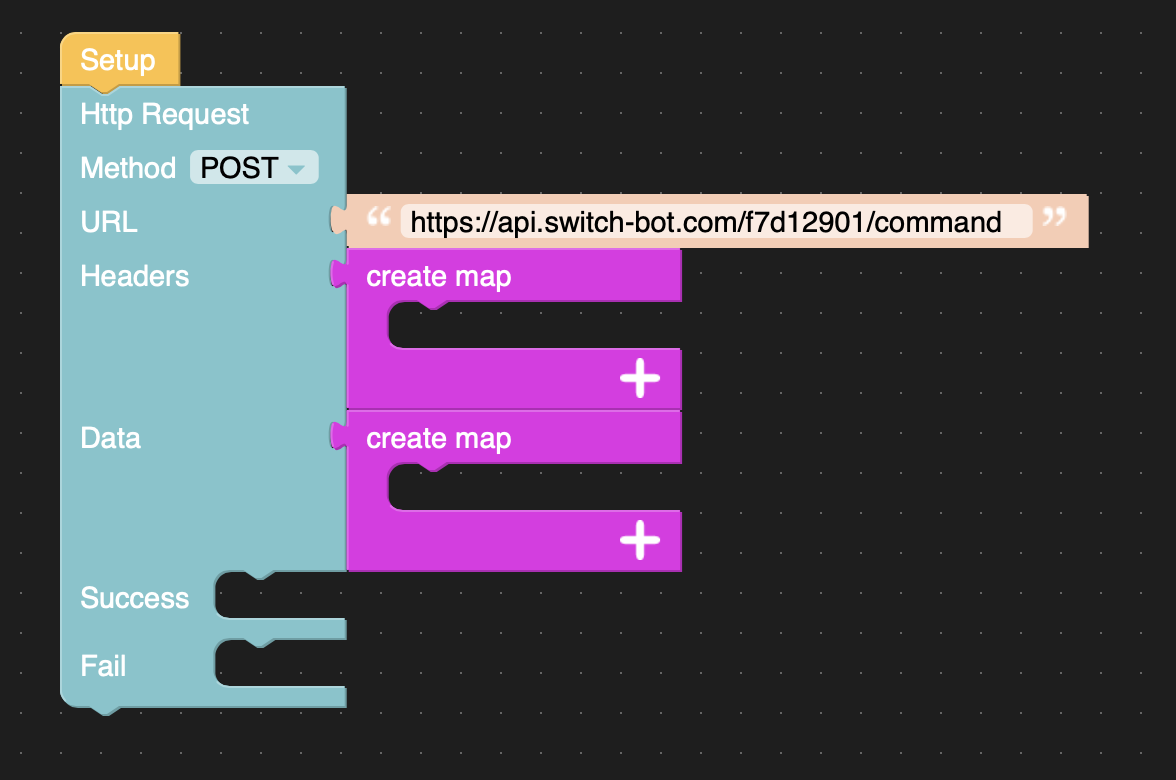 Setup
Http Request
Method POST
URL “ https://api.switch-bot.com/f7d12901/command ”
Headers create map
+
Data create map
+
Success
Fail